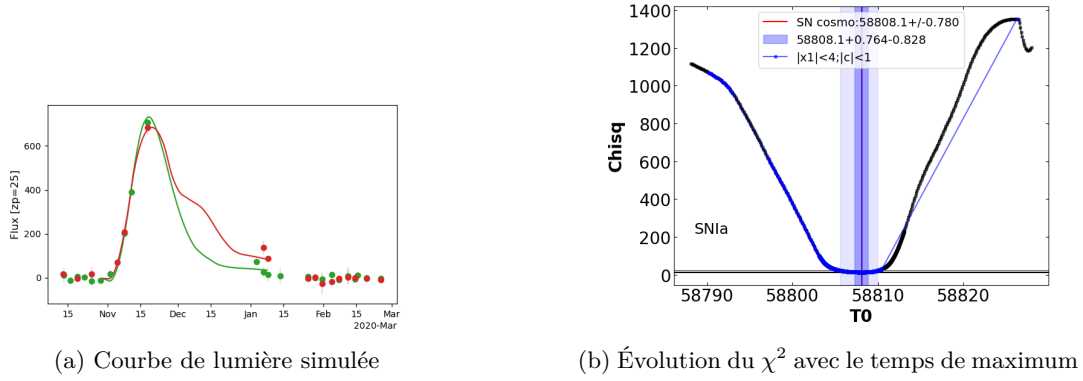 Flux [zp=25]
600
400
200
0
15 Nov 15 Dec 15 Jan 15 Feb 15 Mar
2020-Mar
(a) Courbe de lumière simulée
Chisq
1400
1200
1000
800
600
400
200
0
SN cosmo:58808.1+/-0.780
58808.1+0.764-0.828
|x1|<4;|c|<1
SNIa
58790 58800 58810 58820
T0
(b) Évolution du χ² avec le temps de maximum